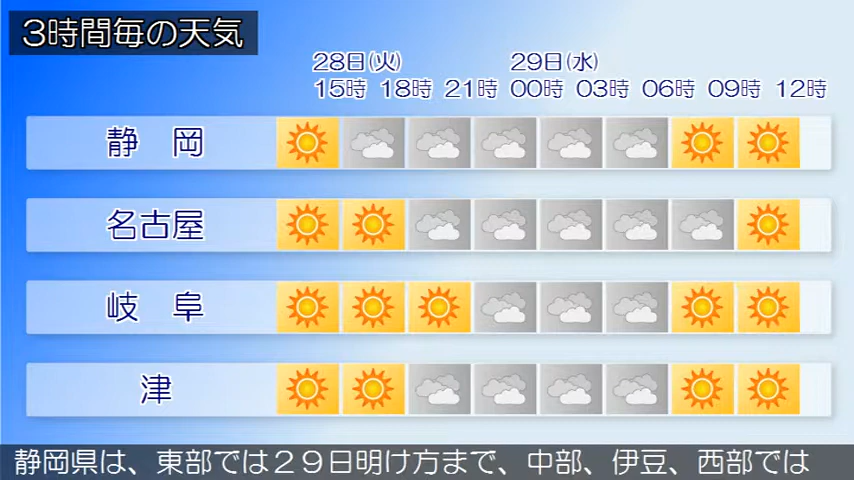 3時間毎の天気
28日(火) 29日(水)
15時 18時 21時 00時 03時 06時 09時 12時
静 岡
名古屋
岐 阜
津
静岡県は、東部では29日明け方まで、中部、伊豆、西部では